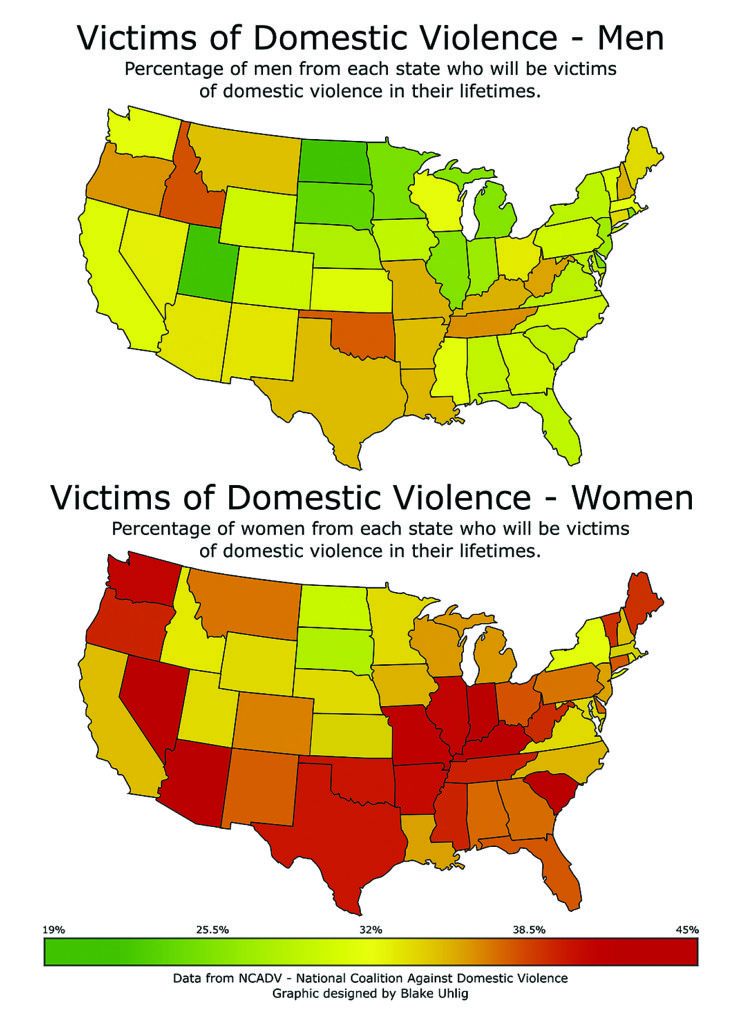 Victims of Domestic Violence - Men
Percentage of men from each state who will be victims
of domestic violence in their lifetimes.
Victims of Domestic Violence - Women
Percentage of women from each state who will be victims
of domestic violence in their lifetimes.
19% 25.5% 32% 38.5% 45%
Data from NCADV - National Coalition Against Domestic Violence
Graphic designed by Blake Uhlig